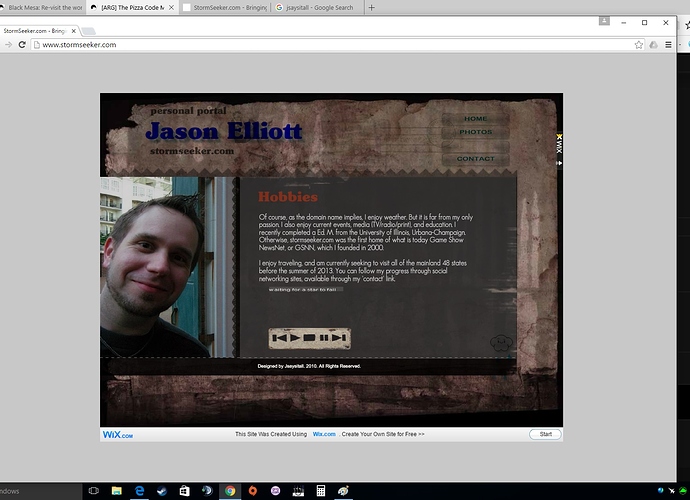 Black Mesa: Re-visit the wor
[ARG] The Pizza Code M
StormSeeker.com - Bringing
jsaysitall. - Google Search
StormSeeker.com - Bringi
www.stormseeker.com
personal portal
Jason Elliott
stormseeker.com
HOME
PHOTOS
CONTACT
WiX
Hobbies
Of course, as the domain name implies, I enjoy weather. But it is far from my only
passion. I also enjoy current events, media (TV/radio/print), and education. I
recently completed a Ed. M. from the University of Illinois, Urbana-Champaign.
Otherwise, stormseeker.com was the first home of what is today Game Show
NewsNet, or GSNN, which I founded in 2000.
I enjoy traveling, and am currently seeking to visit all of the mainland 48 states
before the summer of 2013. You can follow my progress through social
networking sites, available through my 'contact' link.
waiting for a star to fall
Designed by Jsaysitall. 2010. All Rights Reserved.
WiX.COM
This Site Was Created Using Wix.com. Create Your Own Site for Free >>
Start
ndows